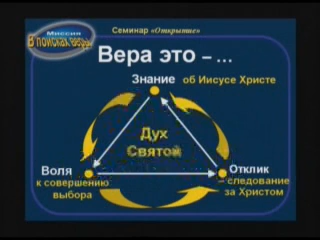 Миссия
В поисках веры
Семинар «Открытие»
Вера это – ...
Знание об Иисусе Христе
Дух
Святой
Воля
к совершению
выбора
Отклик
– следование
за Христом